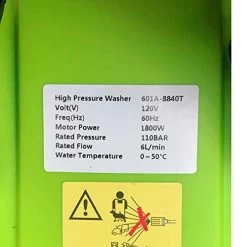 High Pressure Washer 601A-8840T
Volt(V) 120V
Freq(Hz) 60Hz
Motor Power 1800W
Rated Pressure 110BAR
Rated Flow 6L/min
Water Temperature 0~50℃